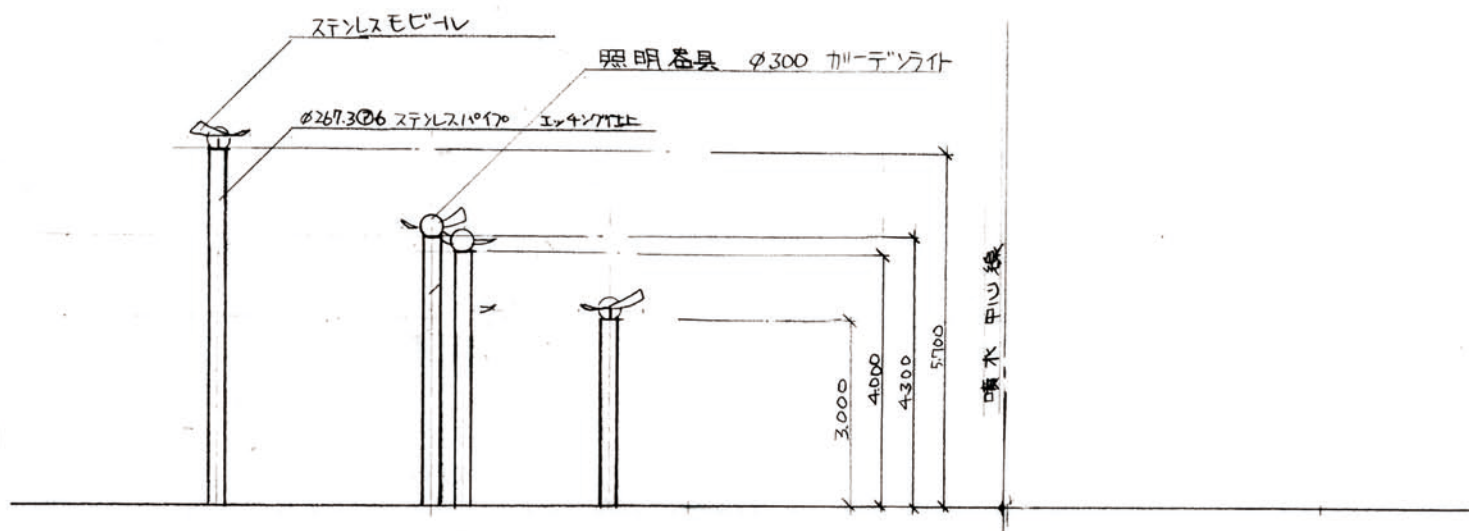 ステンレスモビール
照明器具 φ300 ガーデンライト
φ267.3⑦6 ステンレスパイプ エッチング仕上
3.000
4.000
4.300
5.700
噴水 中心線